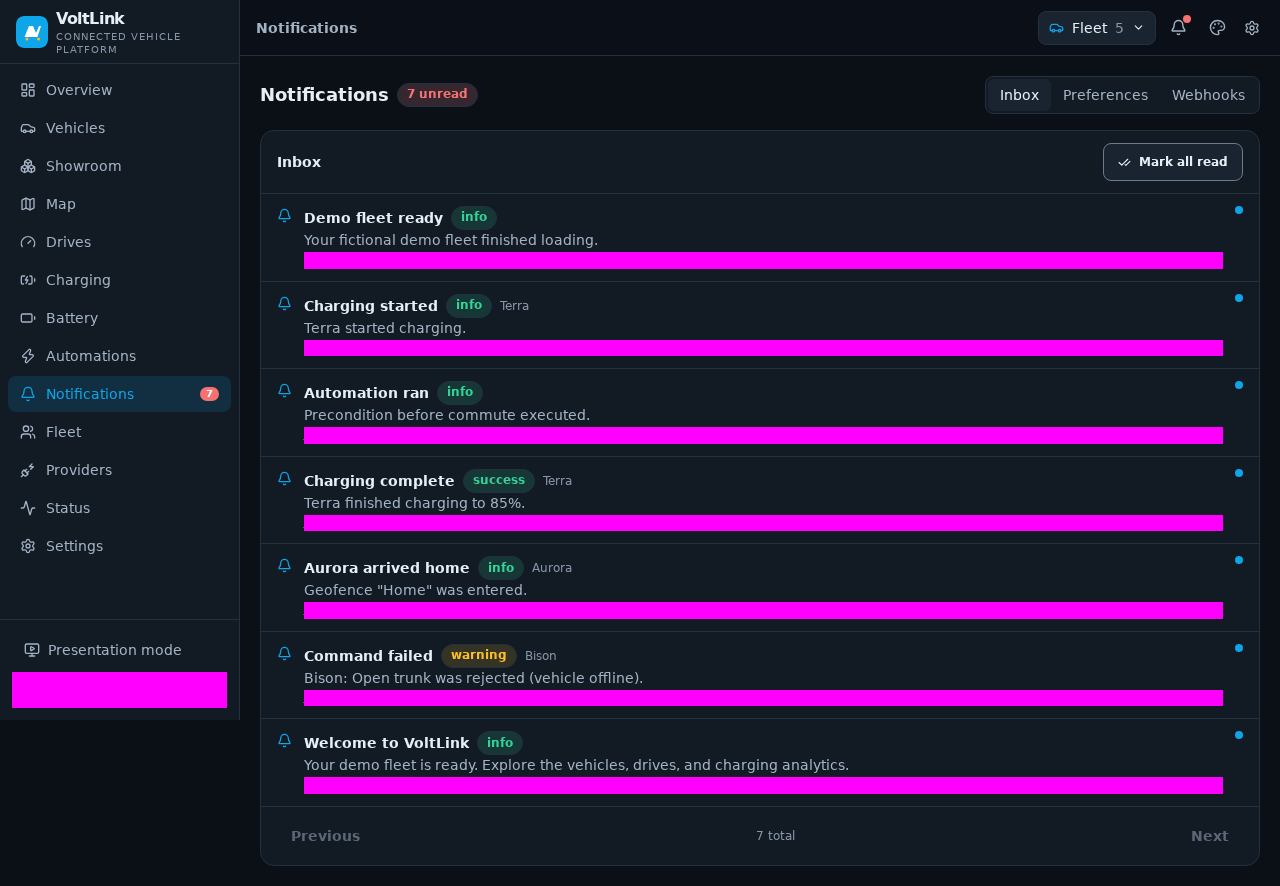 VoltLink
CONNECTED VEHICLE
PLATFORM
Overview
Vehicles
Showroom
Map
Drives
Charging
Battery
Automations
Notifications 7
Fleet
Providers
Status
Settings
Presentation mode
Notifications
Fleet 5
Notifications 7 unread
Inbox Preferences Webhooks
Inbox
Mark all read
Demo fleet ready info
Your fictional demo fleet finished loading.
Charging started info Terra
Terra started charging.
Automation ran info
Precondition before commute executed.
Charging complete success Terra
Terra finished charging to 85%.
Aurora arrived home info Aurora
Geofence "Home" was entered.
Command failed warning Bison
Bison: Open trunk was rejected (vehicle offline).
Welcome to VoltLink info
Your demo fleet is ready. Explore the vehicles, drives, and charging analytics.
Previous 7 total Next